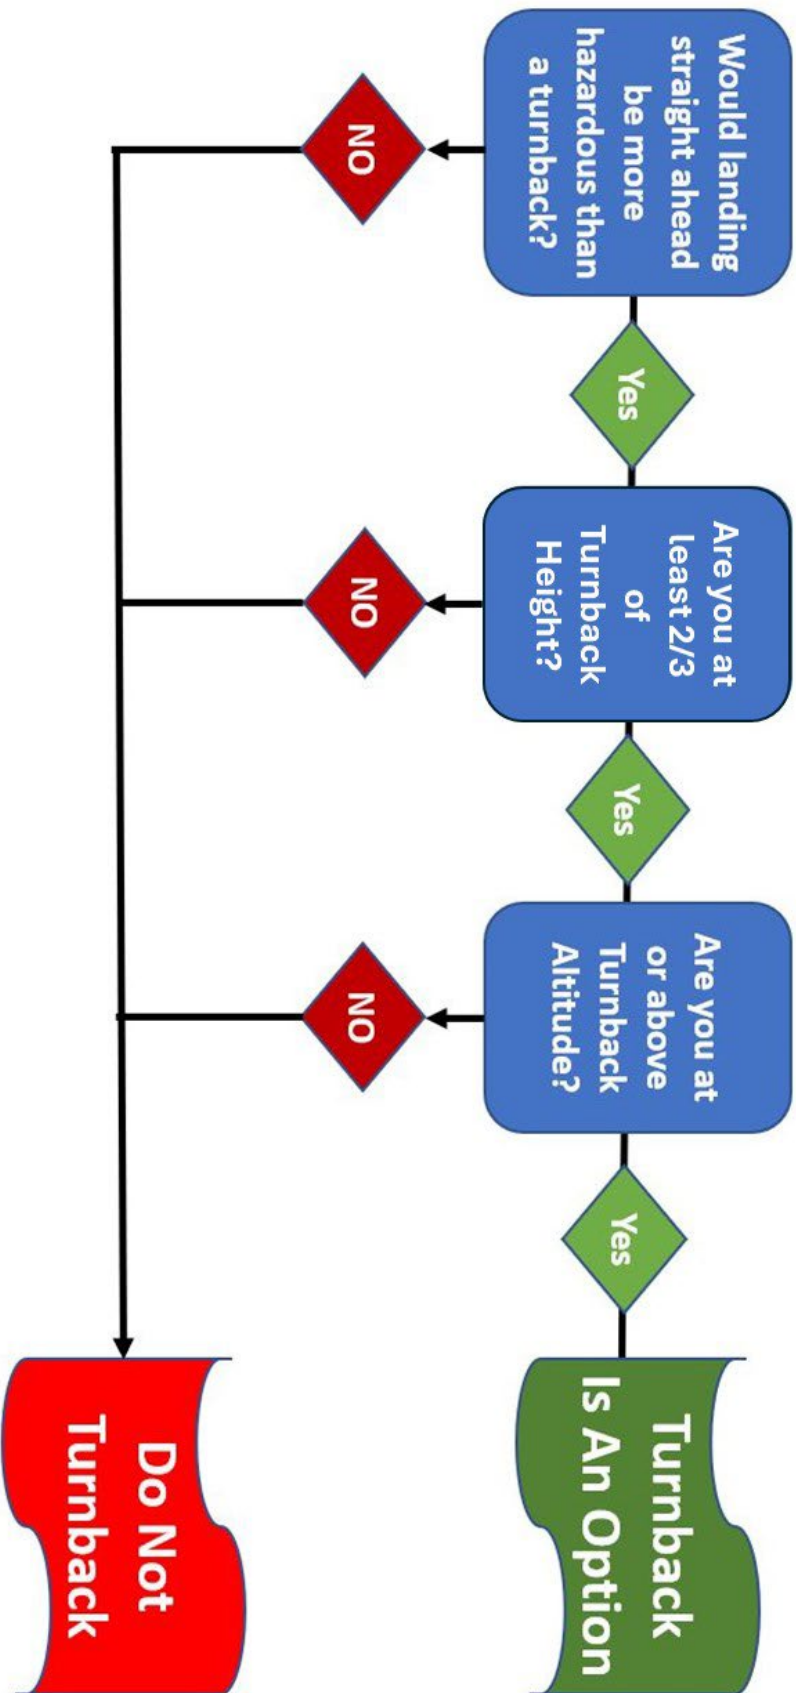 Would landing
straight ahead
be more
hazardous than
a turnback?
Yes
Are you at
least 2/3
of
Turnback
Height?
Yes
Are you at
or above
Turnback
Altitude?
Yes
Turnback
Is An Option
NO
NO
NO
Do Not
Turnback